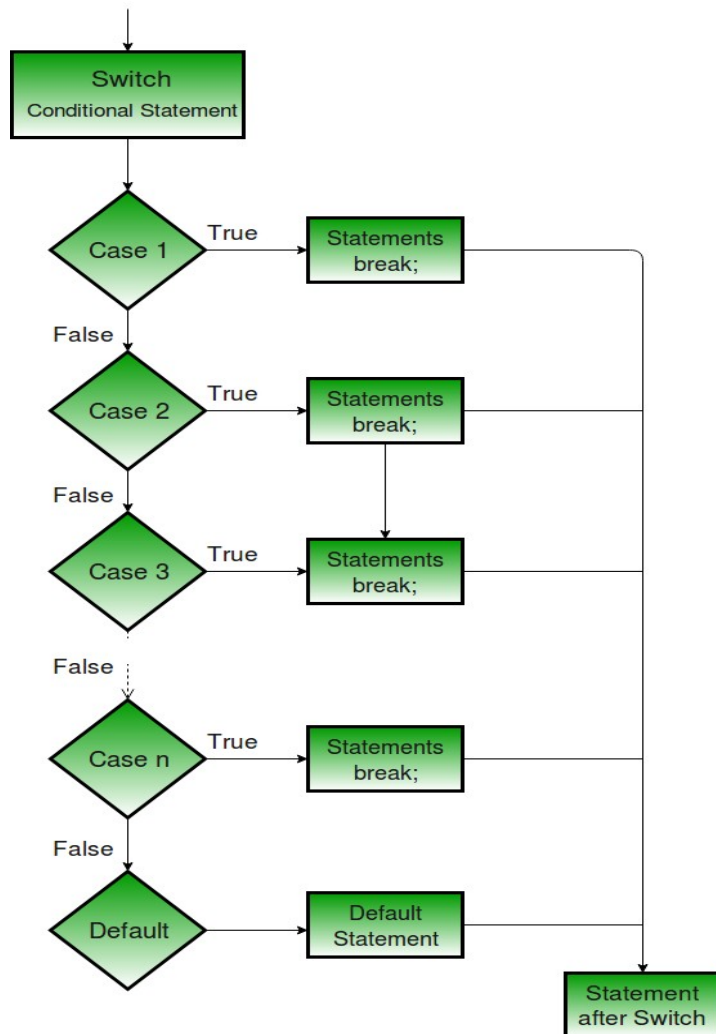 Switch
Conditional Statement
Case 1
True
Statements
break;
False
Case 2
True
Statements
break;
False
Case 3
True
Statements
break;
False
Case n
True
Statements
break;
False
Default
Default
Statement
Statement
after Switch